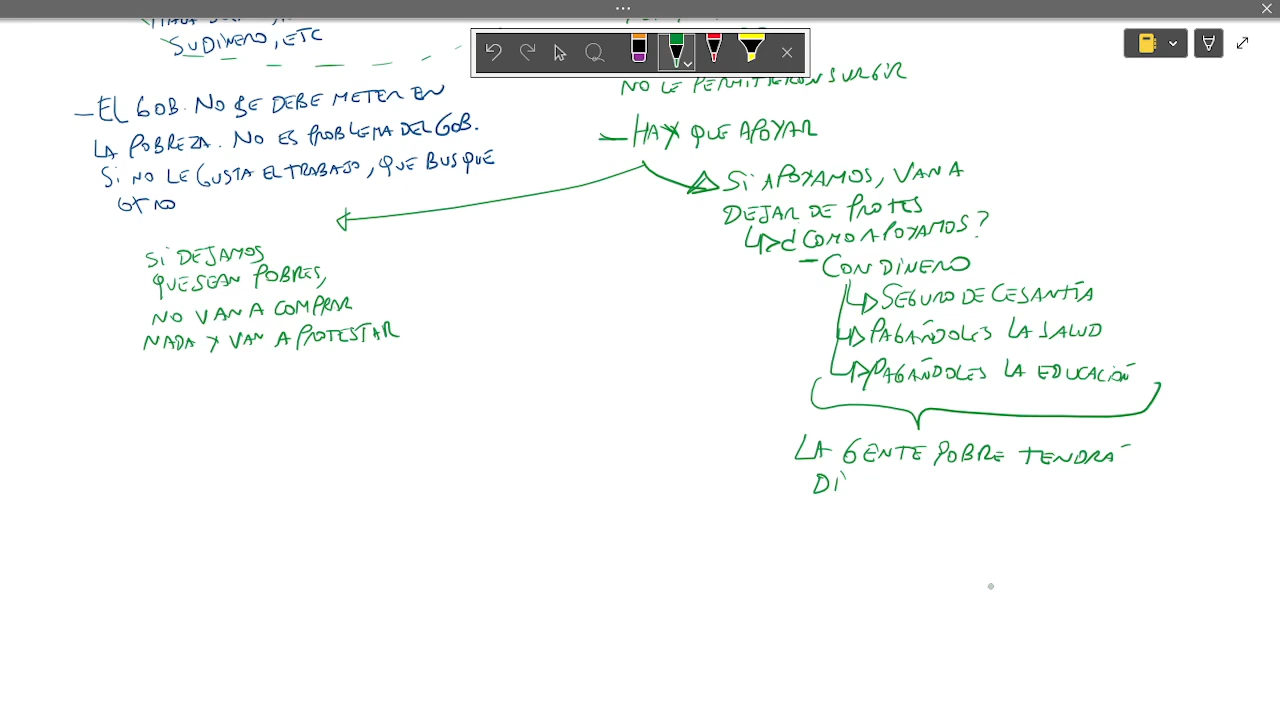 SU DINERO, ETC
- EL GOB. NO SE DEBE METER EN
LA POBREZA. NO ES PROBLEMA DEL GOB.
SI NO LE GUSTA EL TRABAJO, QUE BUSQUE
OTRO
SI DEJAMOS
QUE SEAN POBRES,
NO VAN A COMPRAR
NADA Y VAN A PROTESTAR
NO LE PERMITIERON SURGIR
- HAY QUE APOYAR
SI APOYAMOS, VAN A
DEJAR DE PROTES
¿COMO APOYAMOS?
- CON DINERO
SEGURO DE CESANTÍA
PAGÁNDOLES LA SALUD
PAGÁNDOLES LA EDUCACIÓN
LA GENTE POBRE TENDRÁ
DI